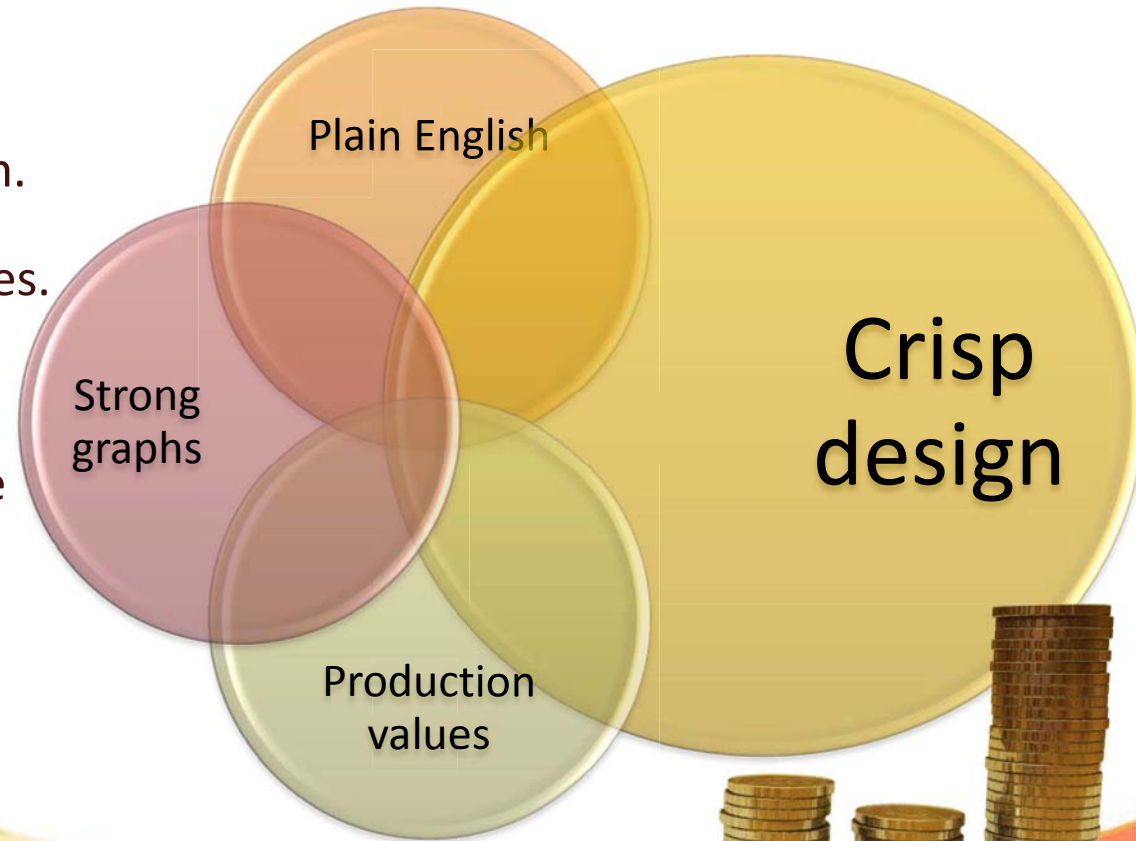 Plain English
Strong
graphs
Crisp
design
Production
values